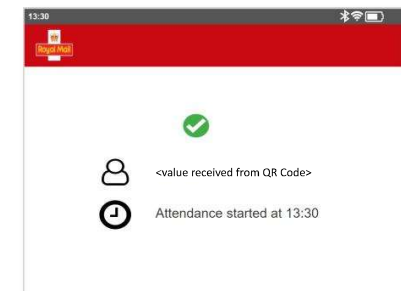 13:30
Royal Mail
<value received from QR Code>
Attendance started at 13:30